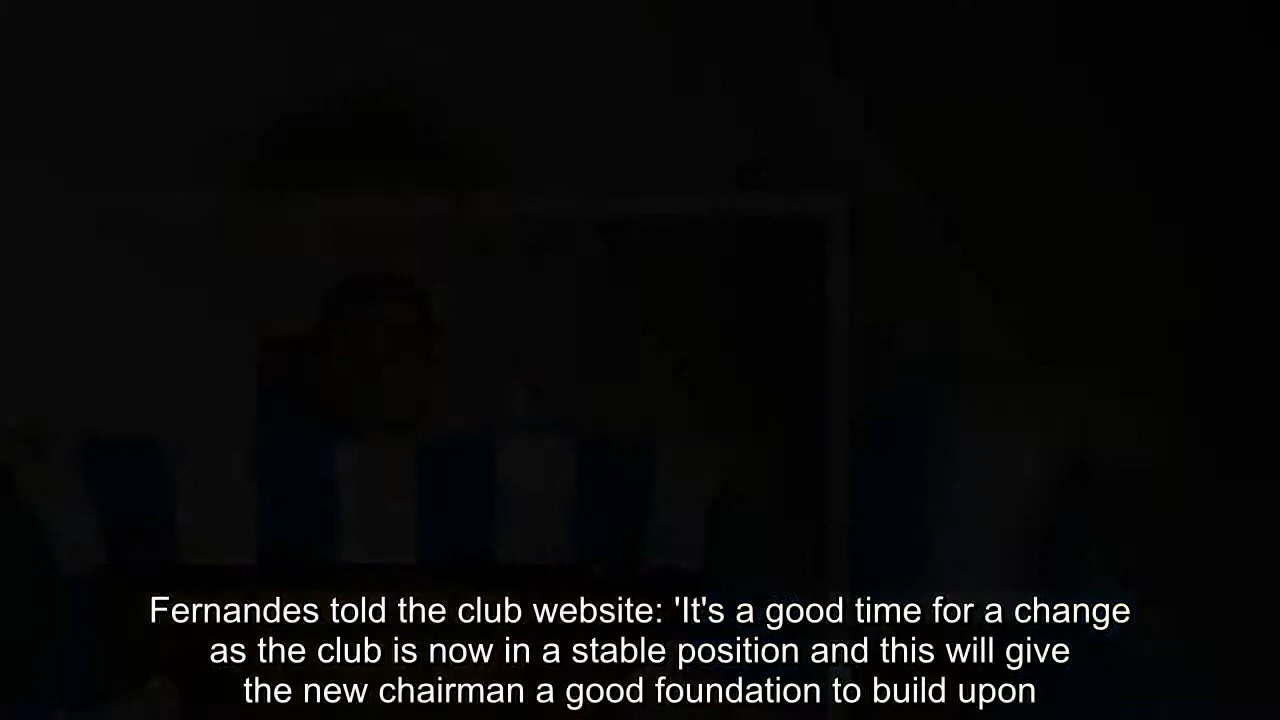 Fernandes told the club website: 'It's a good time for a change
as the club is now in a stable position and this will give
the new chairman a good foundation to build upon